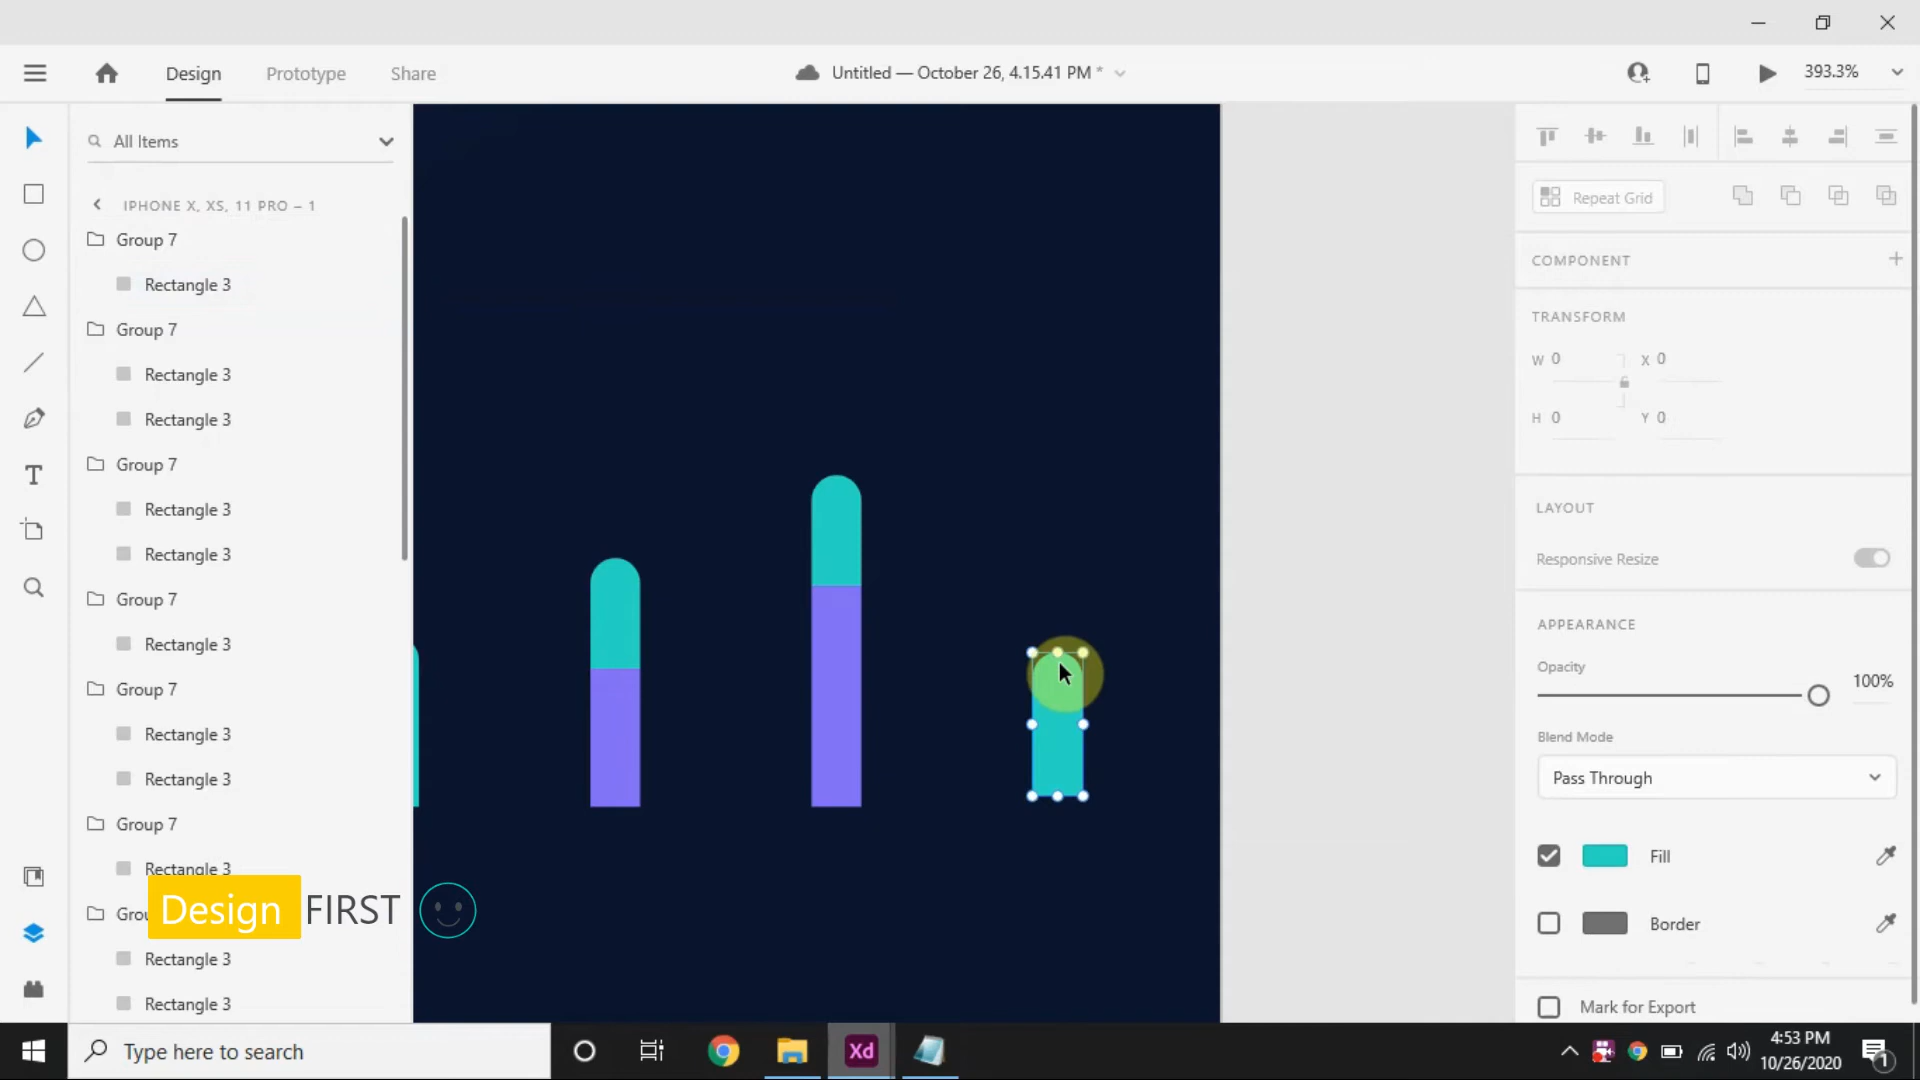 Design Prototype Share
Untitled — October 26, 4.15.41 PM *
393.3%
All Items
IPHONE X, XS, 11 PRO – 1
Group 7
Rectangle 3
Group 7
Rectangle 3
Rectangle 3
Group 7
Rectangle 3
Rectangle 3
Group 7
Rectangle 3
Group 7
Rectangle 3
Rectangle 3
Group 7
Rectangle 3
Design FIRST
Rectangle 3
Rectangle 3
Repeat Grid
COMPONENT
TRANSFORM
W 0 X 0
H 0 Y 0
LAYOUT
Responsive Resize
APPEARANCE
Opacity
100%
Blend Mode
Pass Through
Fill
Border
Mark for Export
Type here to search
Xd
4:53 PM
10/26/2020
1